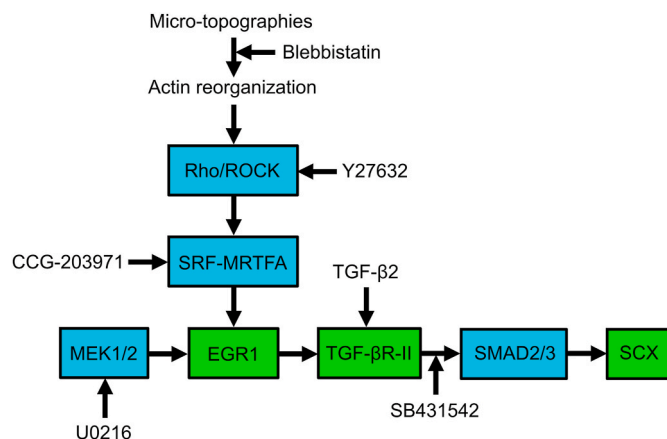 Micro-topographies
Blebbistatin
Actin reorganization
Rho/ROCK
Y27632
CCG-203971
SRF-MRTFA
TGF-β2
MEK1/2
EGR1
TGF-βR-II
SMAD2/3
SCX
SB431542
U0216